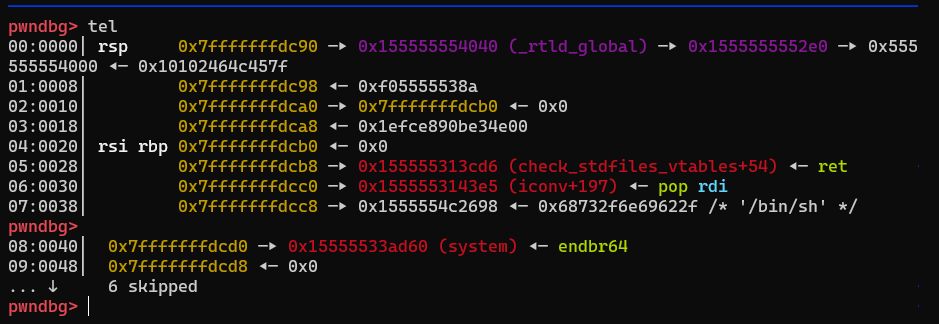 pwndbg> tel
00:0000│ rsp     0x7fffffffdc90 —▸ 0x155555554040 (_rtld_global) —▸ 0x1555555552e0 —▸ 0x555
555554000 ◂— 0x10102464c457f
01:0008│         0x7fffffffdc98 ◂— 0xf05555538a
02:0010│         0x7fffffffdca0 —▸ 0x7fffffffdcb0 ◂— 0x0
03:0018│         0x7fffffffdca8 ◂— 0x1efce890be34e00
04:0020│ rsi rbp 0x7fffffffdcb0 ◂— 0x0
05:0028│         0x7fffffffdcb8 —▸ 0x155555313cd6 (check_stdfiles_vtables+54) ◂— ret
06:0030│         0x7fffffffdcc0 —▸ 0x1555553143e5 (iconv+197) ◂— pop rdi
07:0038│         0x7fffffffdcc8 —▸ 0x1555554c2698 ◂— 0x68732f6e69622f /* '/bin/sh' */
pwndbg>
08:0040│  0x7fffffffdcd0 —▸ 0x15555533ad60 (system) ◂— endbr64
09:0048│  0x7fffffffdcd8 ◂— 0x0
... ↓     6 skipped
pwndbg>